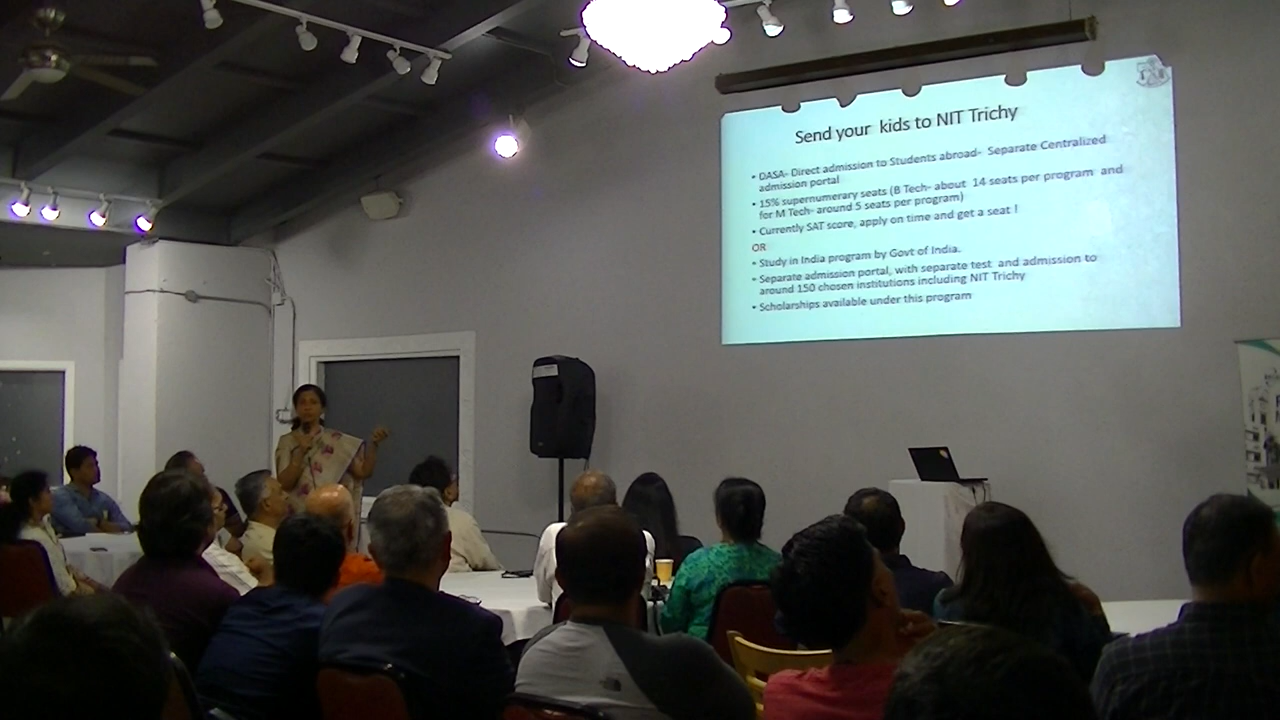 Send your kids to NIT Trichy
• DASA- Direct admission to Students abroad- Separate Centralized
admission portal
• 15% supernumerary seats (B Tech- about 14 seats per program and
for M Tech- around 5 seats per program)
• Currently SAT score, apply on time and get a seat !
OR
• Study in India program by Govt of India.
• Separate admission portal, with separate test and admission to
around 150 chosen institutions including NIT Trichy
• Scholarships available under this program